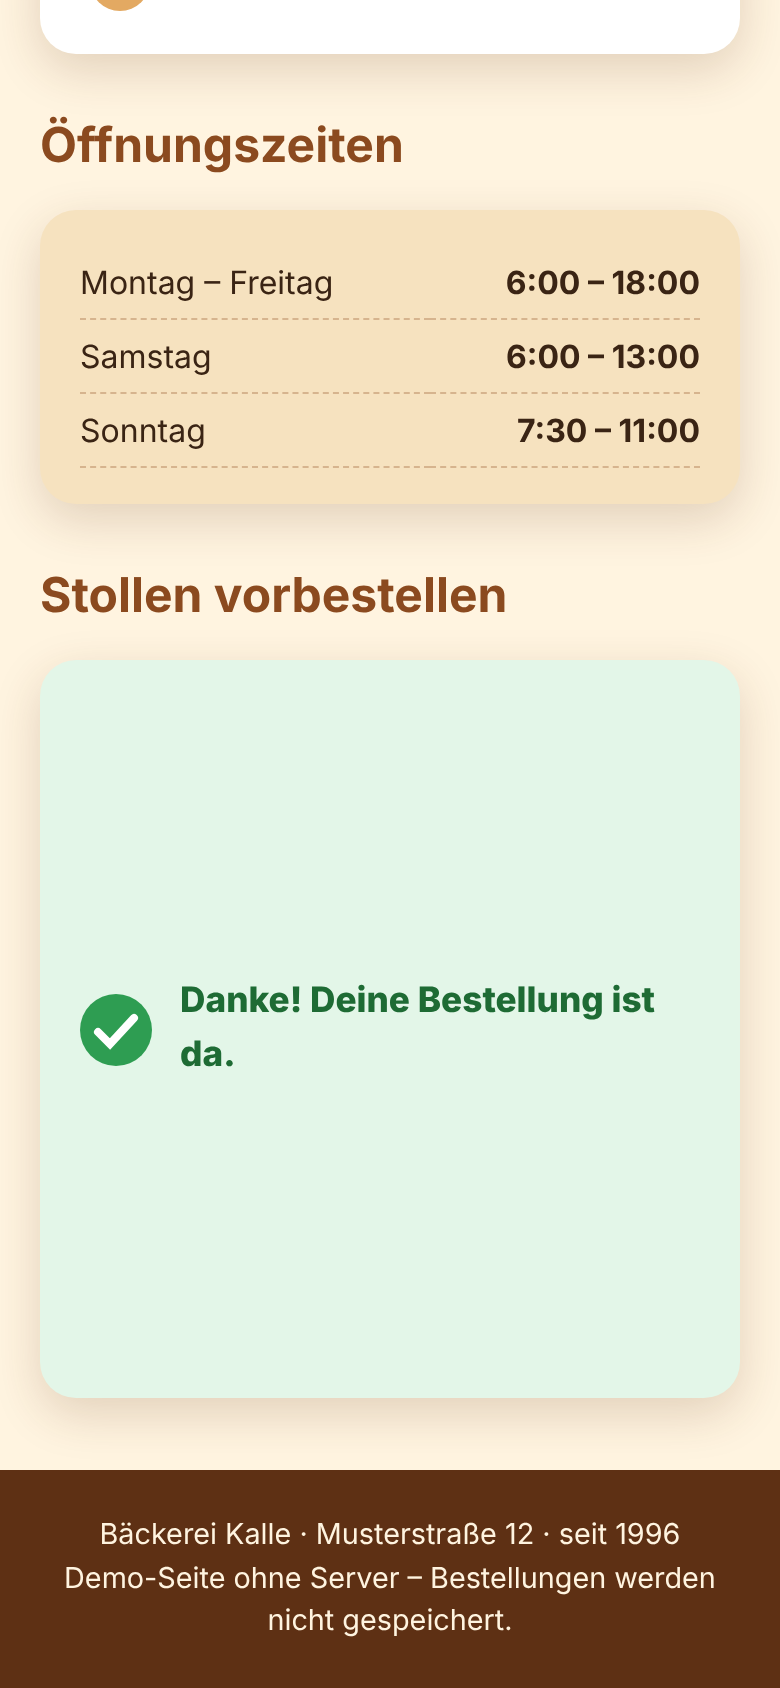 Öffnungszeiten
Montag – Freitag 6:00 – 18:00
Samstag 6:00 – 13:00
Sonntag 7:30 – 11:00
Stollen vorbestellen
Danke! Deine Bestellung ist
da.
Bäckerei Kalle · Musterstraße 12 · seit 1996
Demo-Seite ohne Server – Bestellungen werden
nicht gespeichert.